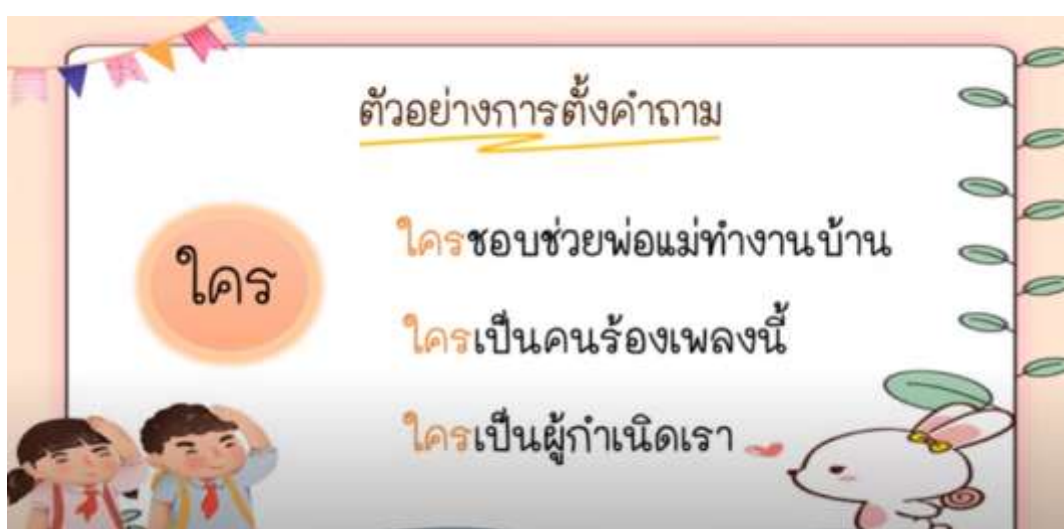 ตัวอย่างการตั้งคำถาม
ใคร
ใครชอบช่วยพ่อแม่ทำงานบ้าน
ใครเป็นคนร้องเพลงนี้
ใครเป็นผู้กำเนิดเรา